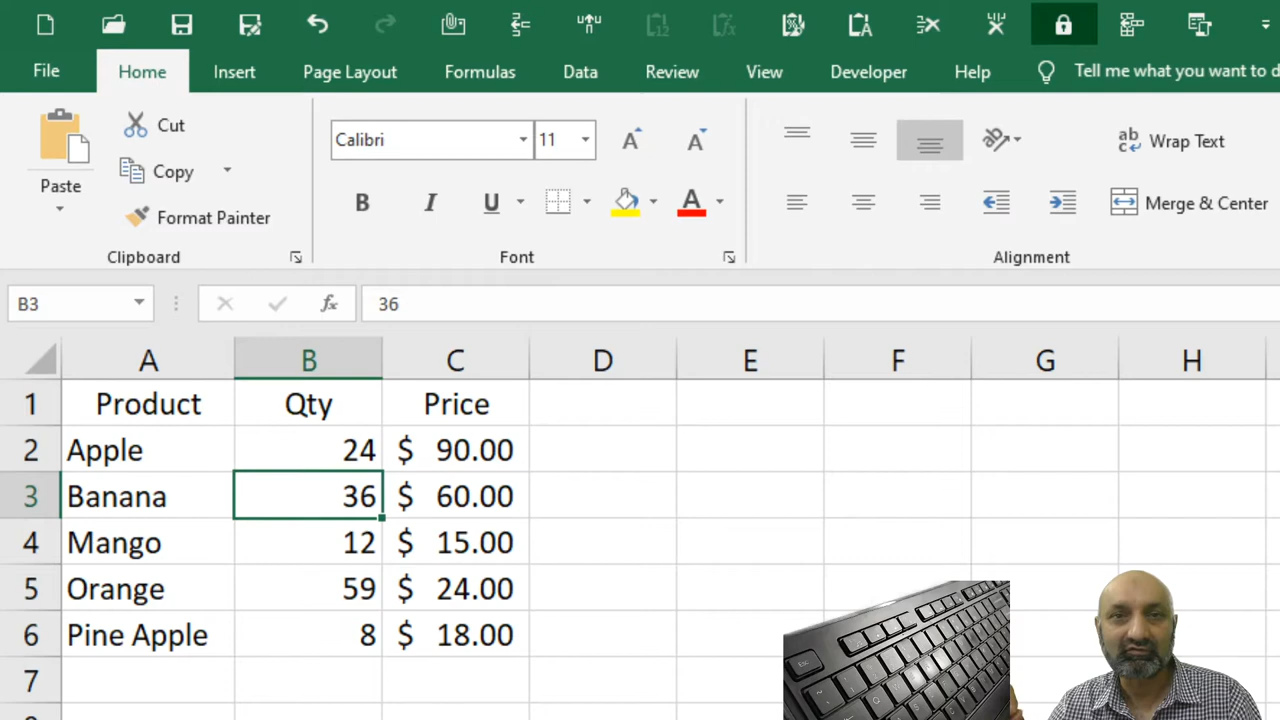 File Home Insert Page Layout Formulas Data Review View Developer Help Tell me what you want to d
Paste
Cut
Copy
Format Painter
Clipboard
Calibri 11
B I U A
Font
ab Wrap Text
Merge & Center
Alignment
B3 fx 36
A B C D E F G H
1 Product Qty Price
2 Apple 24 $ 90.00
3 Banana 36 $ 60.00
4 Mango 12 $ 15.00
5 Orange 59 $ 24.00
6 Pine Apple 8 $ 18.00
7
Esc